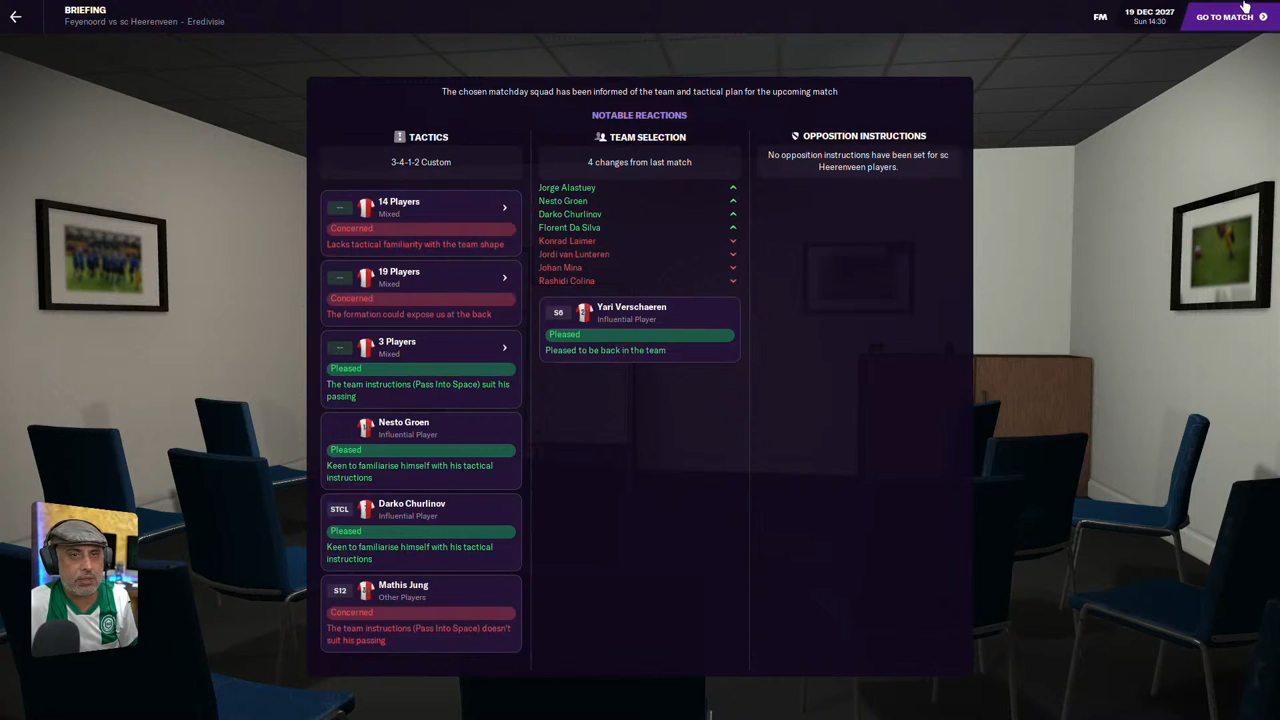 BRIEFING
Feyenoord vs sc Heerenveen - Eredivisie
FM
19 DEC 2027
Sun 14:30
GO TO MATCH
The chosen matchday squad has been informed of the team and tactical plan for the upcoming match
NOTABLE REACTIONS
TACTICS
3-4-1-2 Custom
-- 14 Players
Mixed
Concerned
Lacks tactical familiarity with the team shape
-- 19 Players
Mixed
Concerned
The formation could expose us at the back
-- 3 Players
Mixed
Pleased
The team instructions (Pass Into Space) suit his
passing
Nesto Groen
Influential Player
Pleased
Keen to familiarise himself with his tactical
instructions
STCL Darko Churlinov
Influential Player
Pleased
Keen to familiarise himself with his tactical
instructions
S12 Mathis Jung
Other Players
Concerned
The team instructions (Pass Into Space) doesn't
suit his passing
TEAM SELECTION
4 changes from last match
Jorge Alastuey
Nesto Groen
Darko Churlinov
Florent Da Silva
Konrad Laimer
Jordi van Lunteren
Johan Mina
Rashidi Colina
S6 Yari Verschaeren
Influential Player
Pleased
Pleased to be back in the team
OPPOSITION INSTRUCTIONS
No opposition instructions have been set for sc
Heerenveen players.